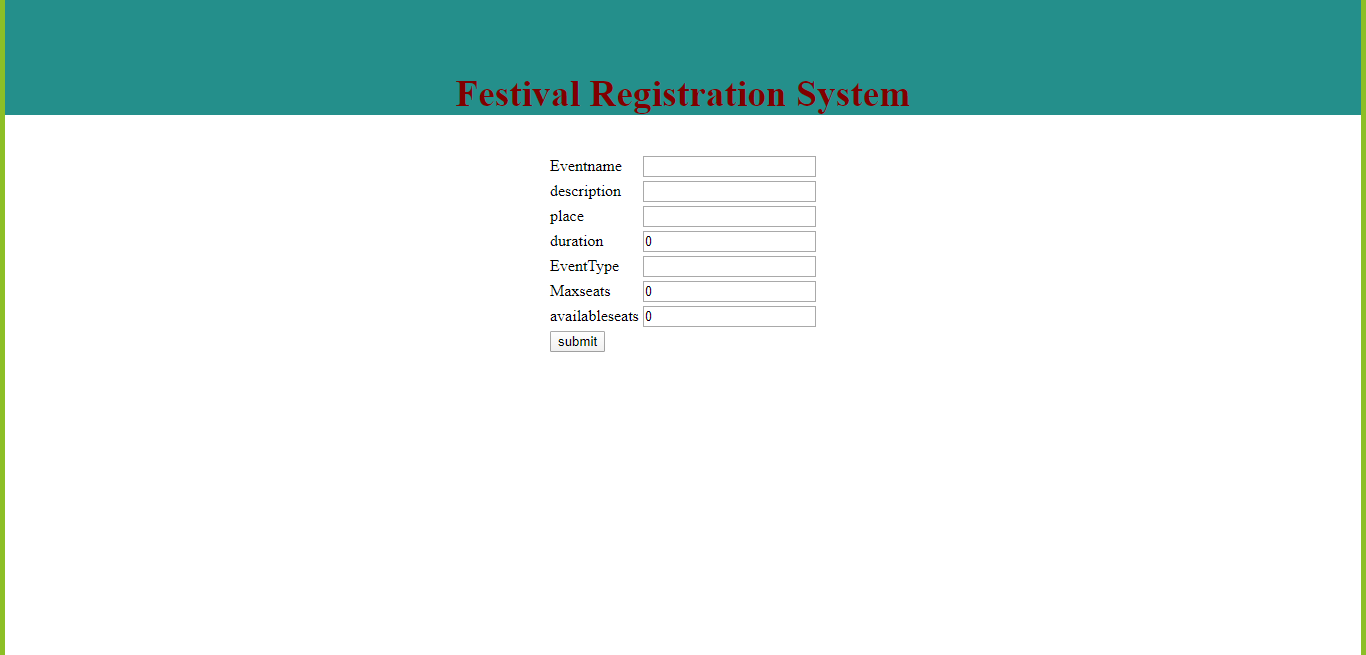 Festival Registration System
Eventname
description
place
duration 0
EventType
Maxseats 0
availableseats 0
submit